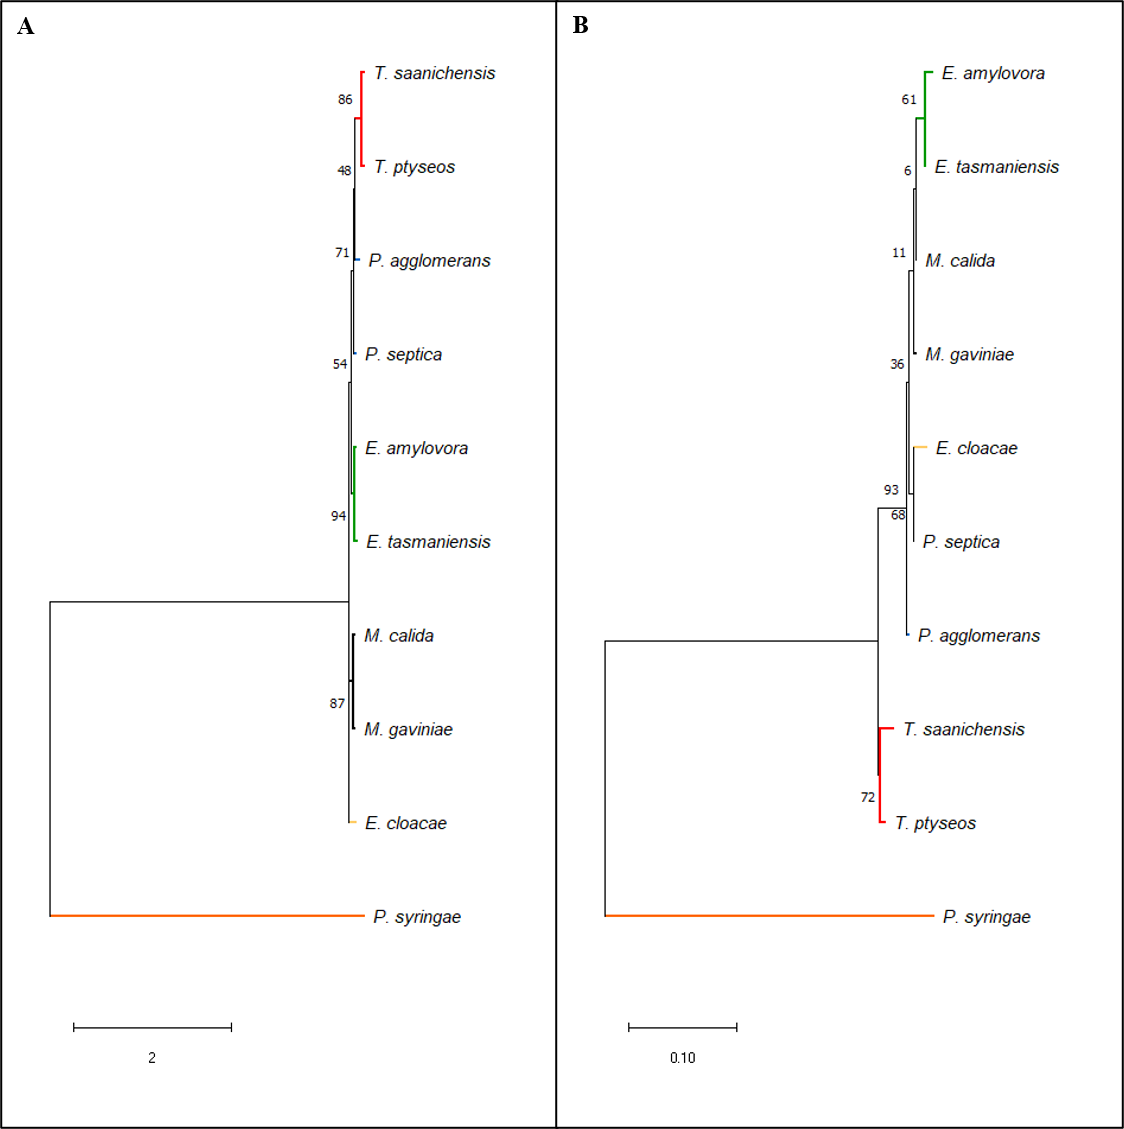 A
T. saanichensis
86
T. ptyseos
48
71
P. agglomerans
P. septica
54
E. amylovora
94
E. tasmaniensis
M. calida
87
M. gaviniae
E. cloacae
P. syringae
2
B
E. amylovora
61
E. tasmaniensis
6
11
M. calida
M. gaviniae
36
E. cloacae
93
68
P. septica
P. agglomerans
T. saanichensis
72
T. ptyseos
P. syringae
0.10